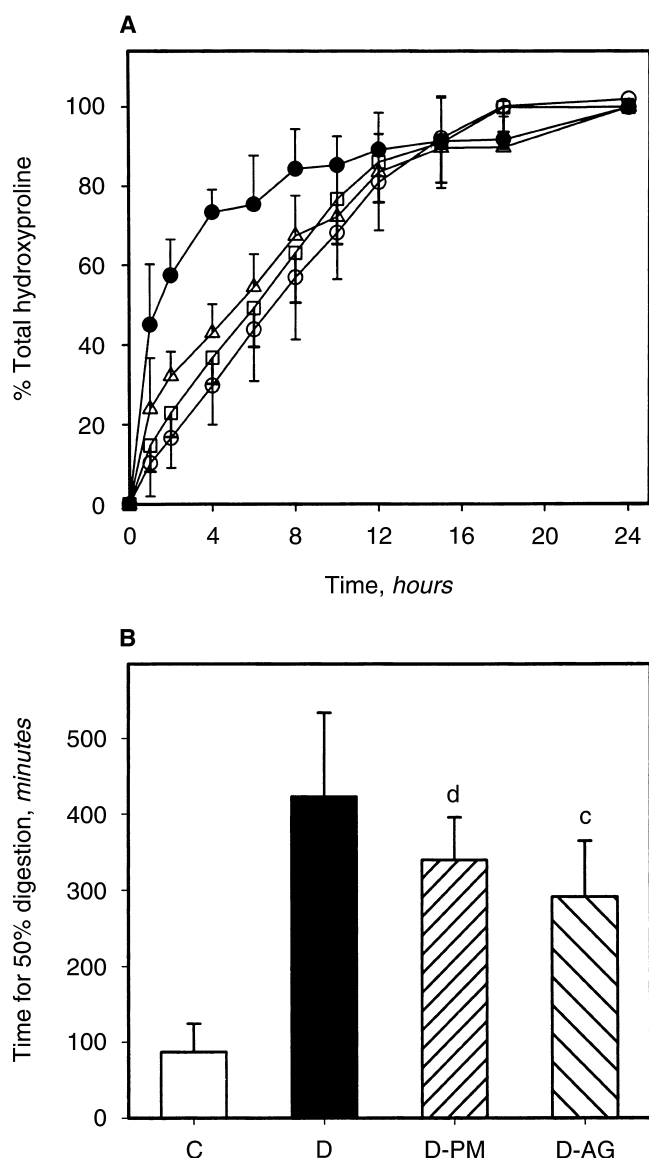 A
% Total hydroxyproline
100
80
60
40
20
0
0 4 8 12 16 20 24
Time, hours
B
Time for 50% digestion, minutes
500
400
300
200
100
0
d
c
C D D-PM D-AG